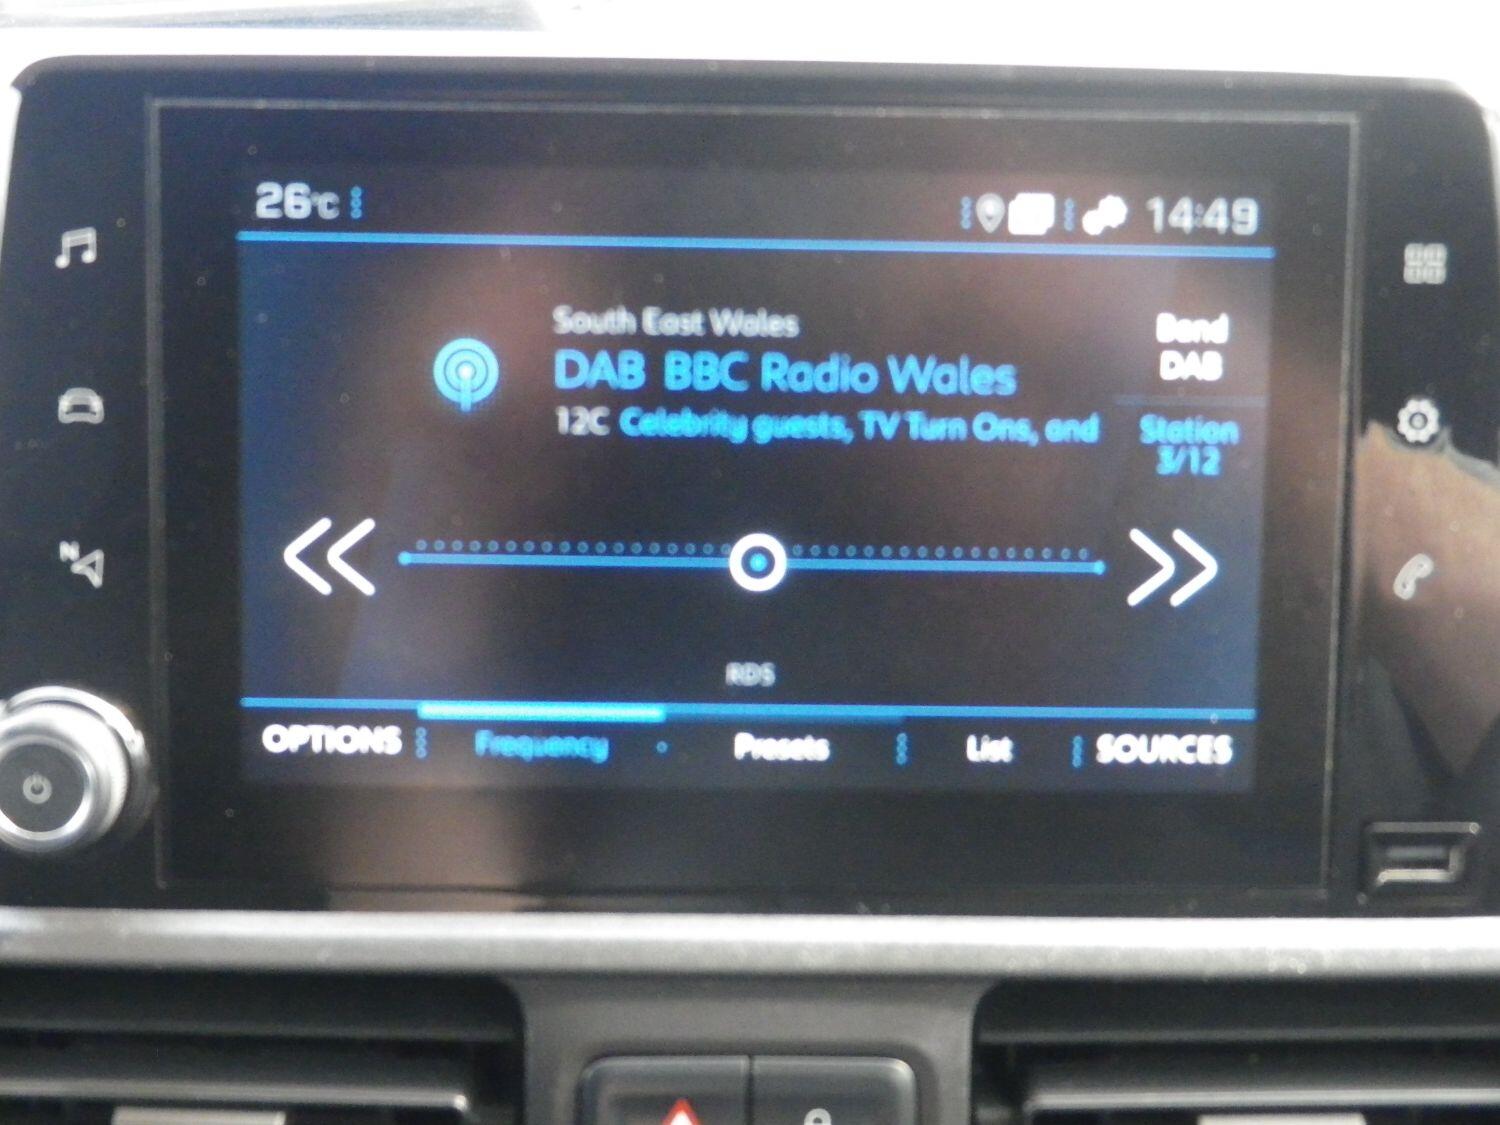 26°C
14:49
South East Wales
DAB BBC Radio Wales
12C Celebrity guests, TV Turn Ons, and
Band
DAB
Station
3/12
N
RDS
OPTIONS Frequency Presets List SOURCES